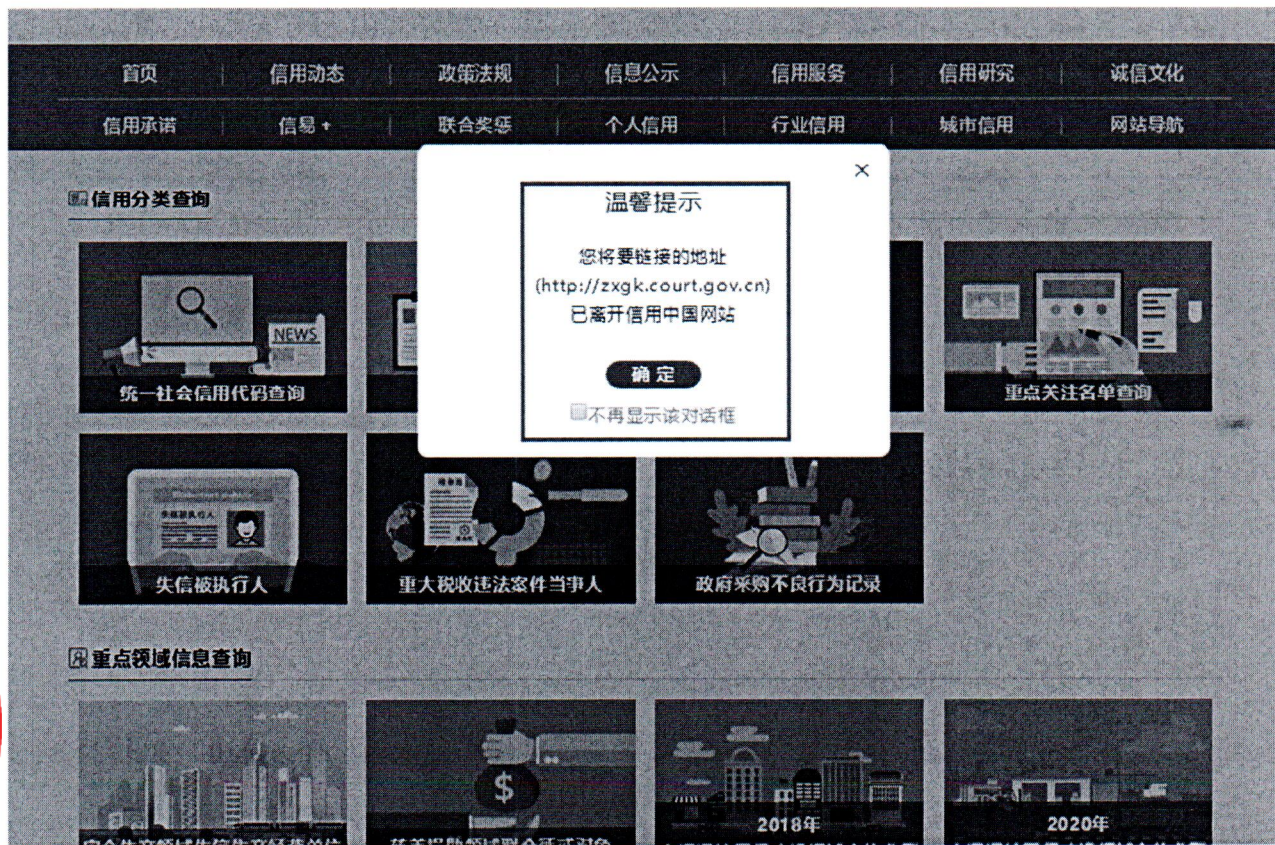 首页 信用动态 政策法规 信息公示 信用服务 信用研究 诚信文化
信用承诺 信易+ 联合奖惩 个人信用 行业信用 城市信用 网站导航
信用分类查询
×
温馨提示
您将要链接的地址
(http://zxgk.court.gov.cn)
已离开信用中国网站
确定
不再显示该对话框
NEWS
统一社会信用代码查询
重点关注名单查询
失信被执行人
失信被执行人
重大税收违法案件当事人
政府采购不良行为记录
重点领域信息查询
$
2018年
2020年